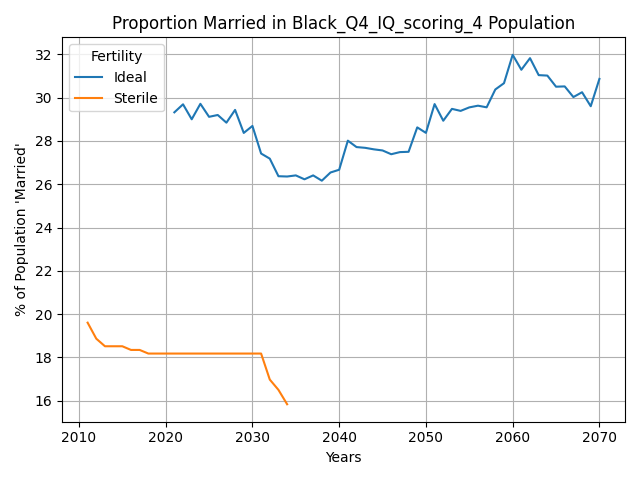 Proportion Married in Black_Q4_IQ_scoring_4 Population
Fertility
Ideal
Sterile
% of Population 'Married'
32
30
28
26
24
22
20
18
16
2010 2020 2030 2040 2050 2060 2070
Years